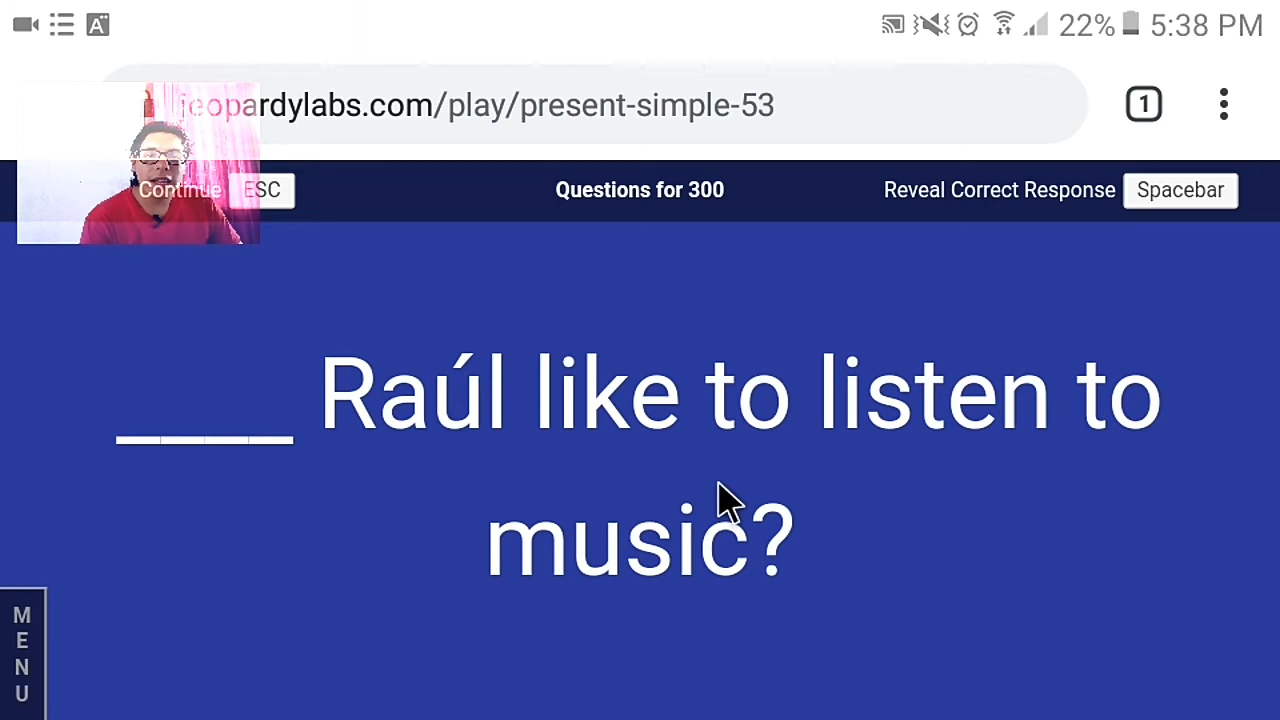 A 22% 5:38 PM
jeopardylabs.com/play/present-simple-53 1
Continue ESC Questions for 300 Reveal Correct Response Spacebar
____ Raúl like to listen to
music?
MENU